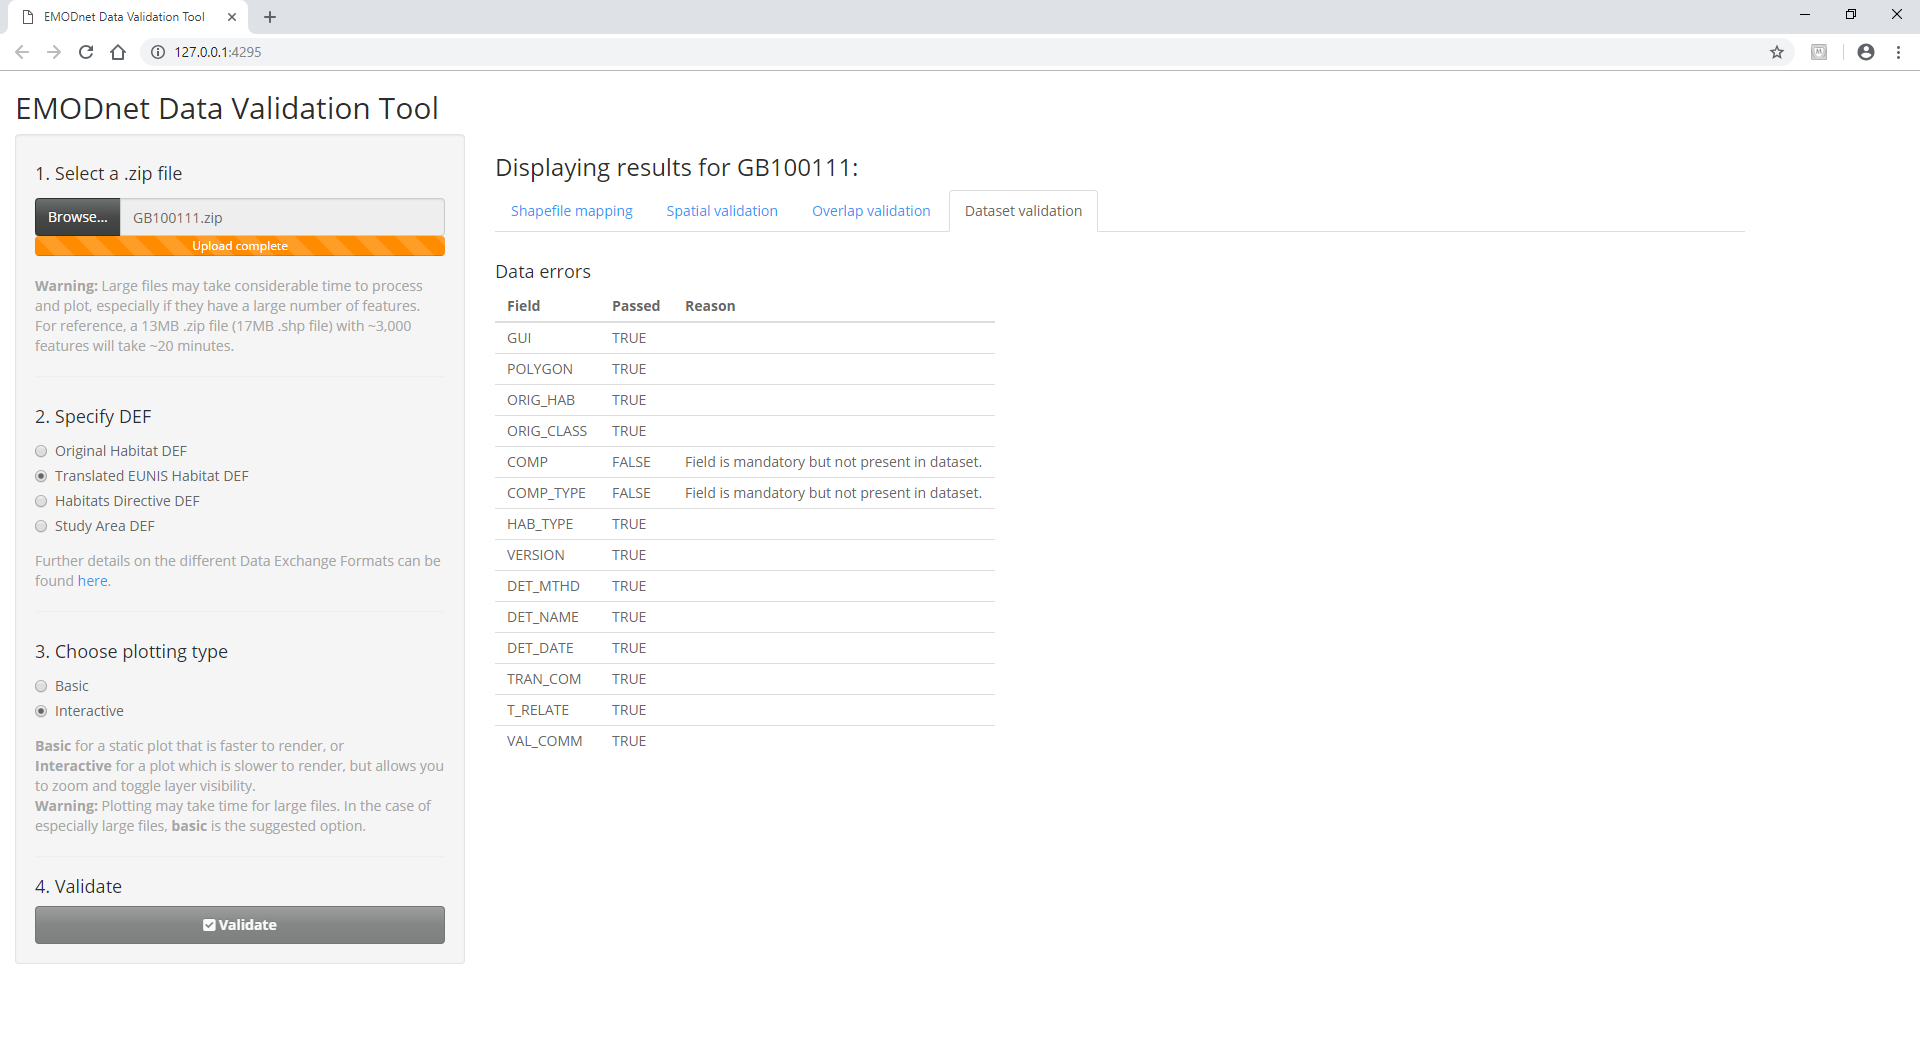 EMODnet Data Validation Tool
127.0.0.1:4295
EMODnet Data Validation Tool
1. Select a .zip file
Browse... GB100111.zip
Upload complete
Warning: Large files may take considerable time to process
and plot, especially if they have a large number of features.
For reference, a 13MB .zip file (17MB .shp file) with ~3,000
features will take ~20 minutes.
2. Specify DEF
Original Habitat DEF
Translated EUNIS Habitat DEF
Habitats Directive DEF
Study Area DEF
Further details on the different Data Exchange Formats can be
found here.
3. Choose plotting type
Basic
Interactive
Basic for a static plot that is faster to render, or
Interactive for a plot which is slower to render, but allows you
to zoom and toggle layer visibility.
Warning: Plotting may take time for large files. In the case of
especially large files, basic is the suggested option.
4. Validate
Validate
Displaying results for GB100111:
Shapefile mapping Spatial validation Overlap validation Dataset validation
Data errors
Field Passed Reason
GUI TRUE
POLYGON TRUE
ORIG_HAB TRUE
ORIG_CLASS TRUE
COMP FALSE Field is mandatory but not present in dataset.
COMP_TYPE FALSE Field is mandatory but not present in dataset.
HAB_TYPE TRUE
VERSION TRUE
DET_MTHD TRUE
DET_NAME TRUE
DET_DATE TRUE
TRAN_COM TRUE
T_RELATE TRUE
VAL_COMM TRUE